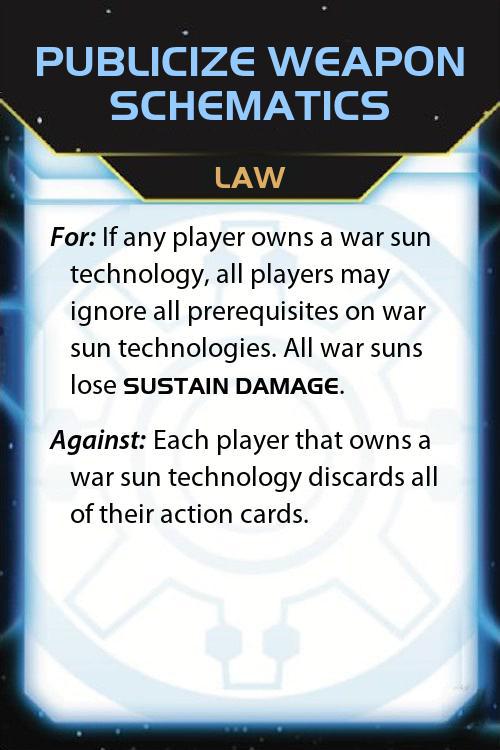 PUBLICIZE WEAPON
SCHEMATICS
LAW
For: If any player owns a war sun
technology, all players may
ignore all prerequisites on war
sun technologies. All war suns
lose SUSTAIN DAMAGE.
Against: Each player that owns a
war sun technology discards all
of their action cards.